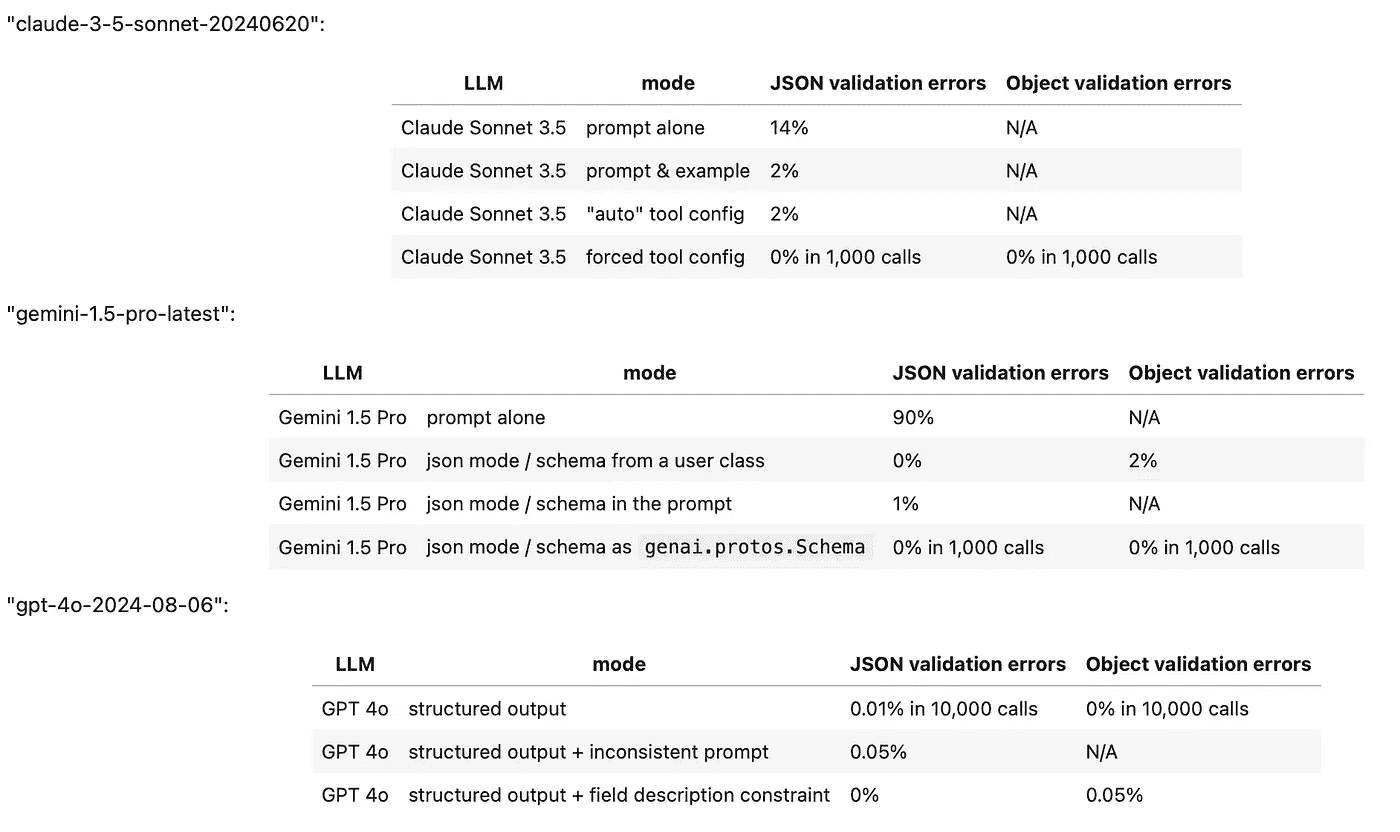 "claude-3-5-sonnet-20240620":
LLM mode JSON validation errors Object validation errors
Claude Sonnet 3.5 prompt alone 14% N/A
Claude Sonnet 3.5 prompt & example 2% N/A
Claude Sonnet 3.5 "auto" tool config 2% N/A
Claude Sonnet 3.5 forced tool config 0% in 1,000 calls 0% in 1,000 calls
"gemini-1.5-pro-latest":
LLM mode JSON validation errors Object validation errors
Gemini 1.5 Pro prompt alone 90% N/A
Gemini 1.5 Pro json mode / schema from a user class 0% 2%
Gemini 1.5 Pro json mode / schema in the prompt 1% N/A
Gemini 1.5 Pro json mode / schema as genai.protos.Schema 0% in 1,000 calls 0% in 1,000 calls
"gpt-4o-2024-08-06":
LLM mode JSON validation errors Object validation errors
GPT 4o structured output 0.01% in 10,000 calls 0% in 10,000 calls
GPT 4o structured output + inconsistent prompt 0.05% N/A
GPT 4o structured output + field description constraint 0% 0.05%